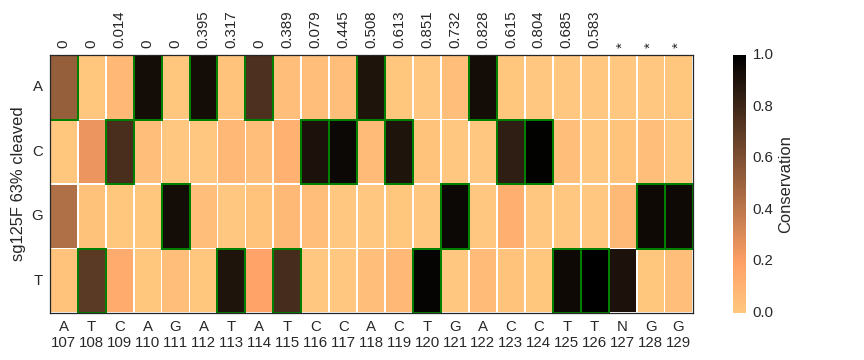 0 0 0.014 0 0 0.395 0.317 0 0.389 0.079 0.445 0.508 0.613 0.851 0.732 0.828 0.615 0.804 0.685 0.583 * * *
sg125F 63% cleaved
A
C
G
T
A T C A G A T A T C C A C T G A C C T T N G G
107 108 109 110 111 112 113 114 115 116 117 118 119 120 121 122 123 124 125 126 127 128 129
1.0
0.8
0.6
0.4
0.2
0.0
Conservation